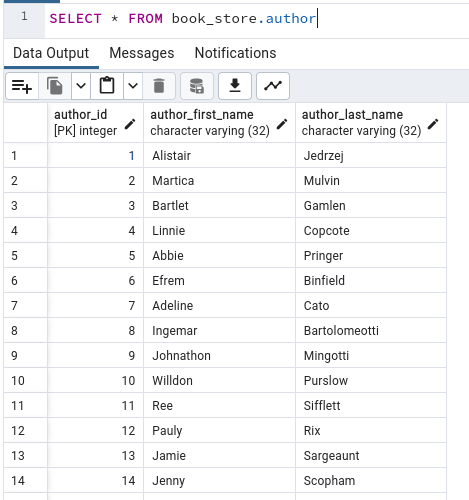 1 SELECT * FROM book_store.author
Data Output Messages Notifications
author_id author_first_name author_last_name
[PK] integer character varying (32) character varying (32)
1 1 Alistair Jedrzej
2 2 Martica Mulvin
3 3 Bartlet Gamlen
4 4 Linnie Copcote
5 5 Abbie Pringer
6 6 Efrem Binfield
7 7 Adeline Cato
8 8 Ingemar Bartolomeotti
9 9 Johnathon Mingotti
10 10 Willdon Purslow
11 11 Ree Sifflett
12 12 Pauly Rix
13 13 Jamie Sargeaunt
14 14 Jenny Scopham